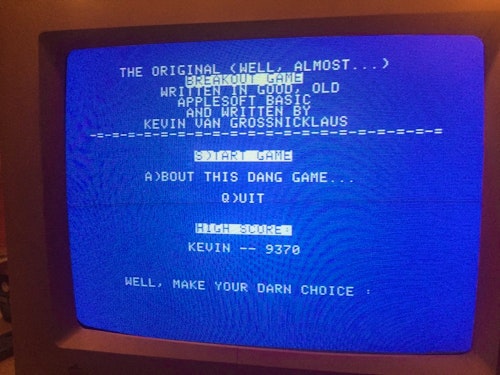 THE ORIGINAL (WELL, ALMOST...)
BREAKOUT GAME
WRITTEN IN GOOD, OLD
APPLESOFT BASIC
AND WRITTEN BY
KEVIN VAN GROSSNICKLAUS
-=-=-=-=-=-=-=-=-=-=-=-=-=-=-=-=-=-=-=
S)TART GAME
A)BOUT THIS DANG GAME...
Q)UIT
HIGH SCORE:
KEVIN -- 9370
WELL, MAKE YOUR DARN CHOICE :